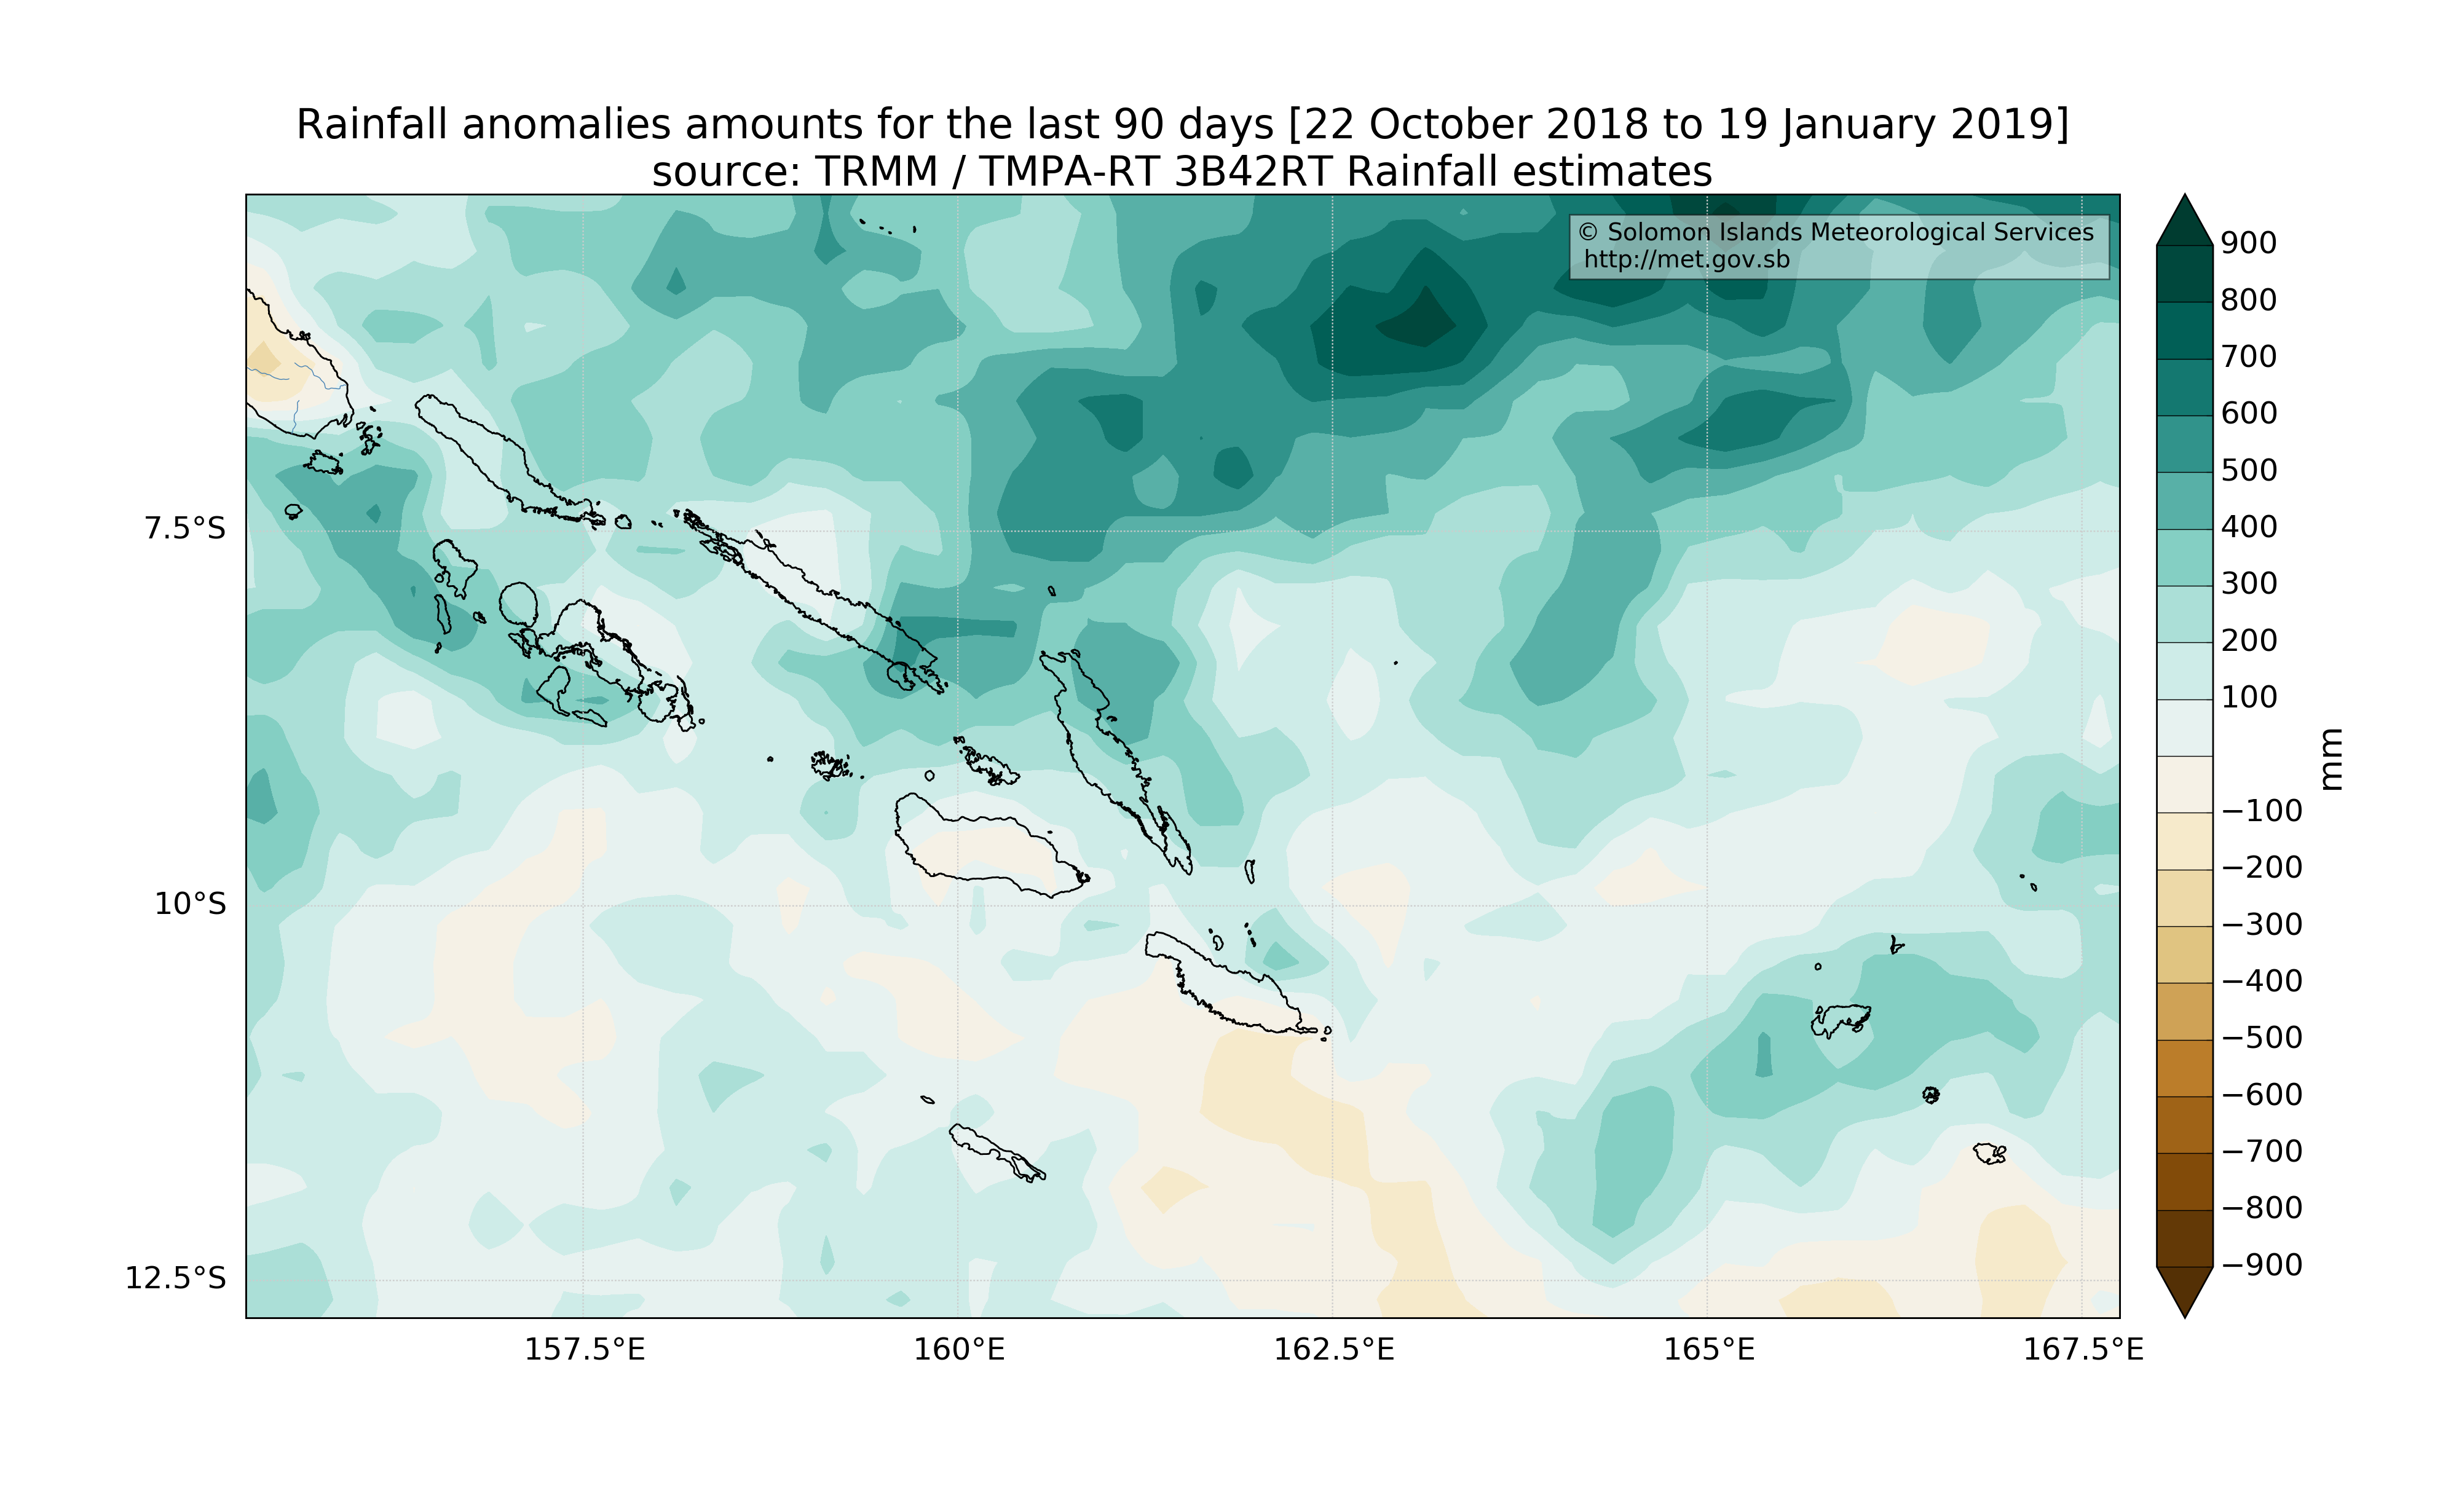 Rainfall anomalies amounts for the last 90 days [22 October 2018 to 19 January 2019]
source: TRMM / TMPA-RT 3B42RT Rainfall estimates
© Solomon Islands Meteorological Services
http://met.gov.sb
7.5°S
10°S
12.5°S
157.5°E
160°E
162.5°E
165°E
167.5°E
900
800
700
600
500
400
300
200
100
−100
−200
−300
−400
−500
−600
−700
−800
−900
mm